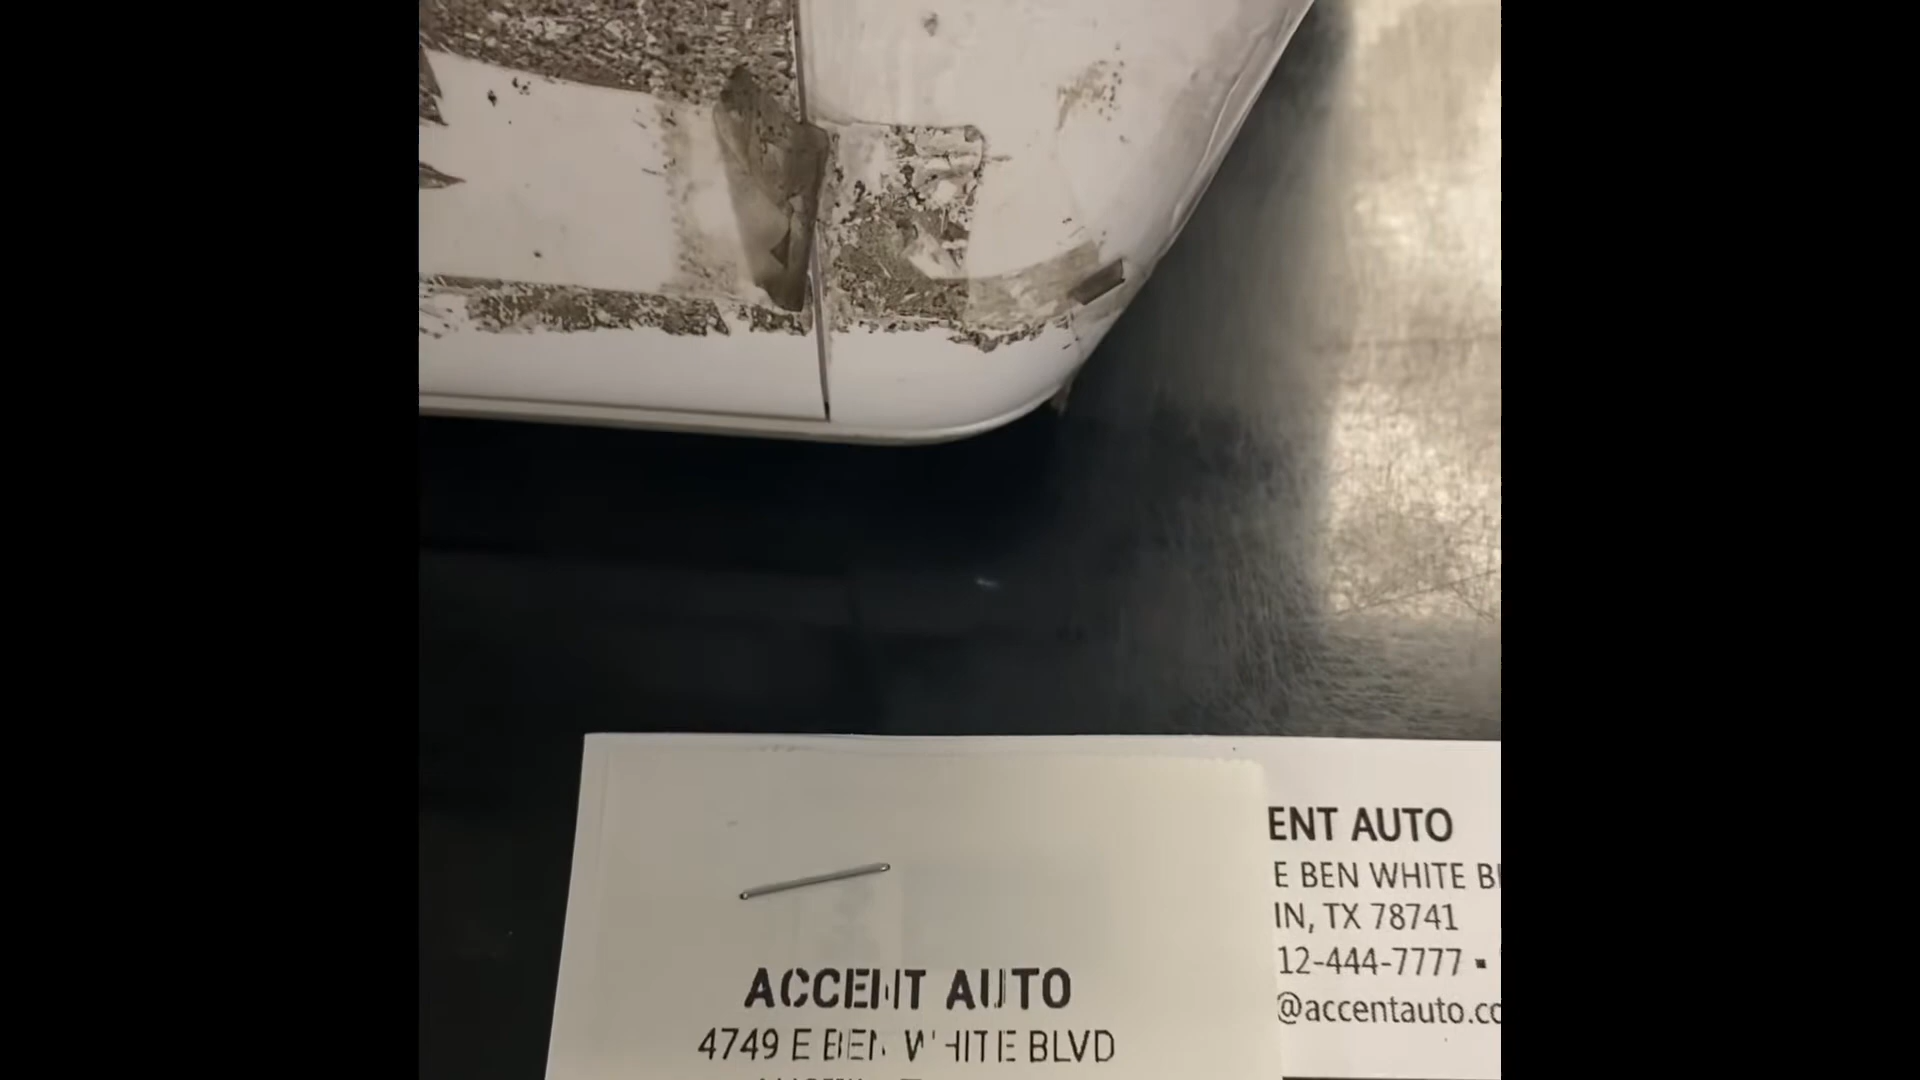 ENT AUTO
E BEN WHITE B
IN, TX 78741
12-444-7777 ▪
@accentauto.co
ACCENT AUTO
4749 E BEN WHITE BLVD